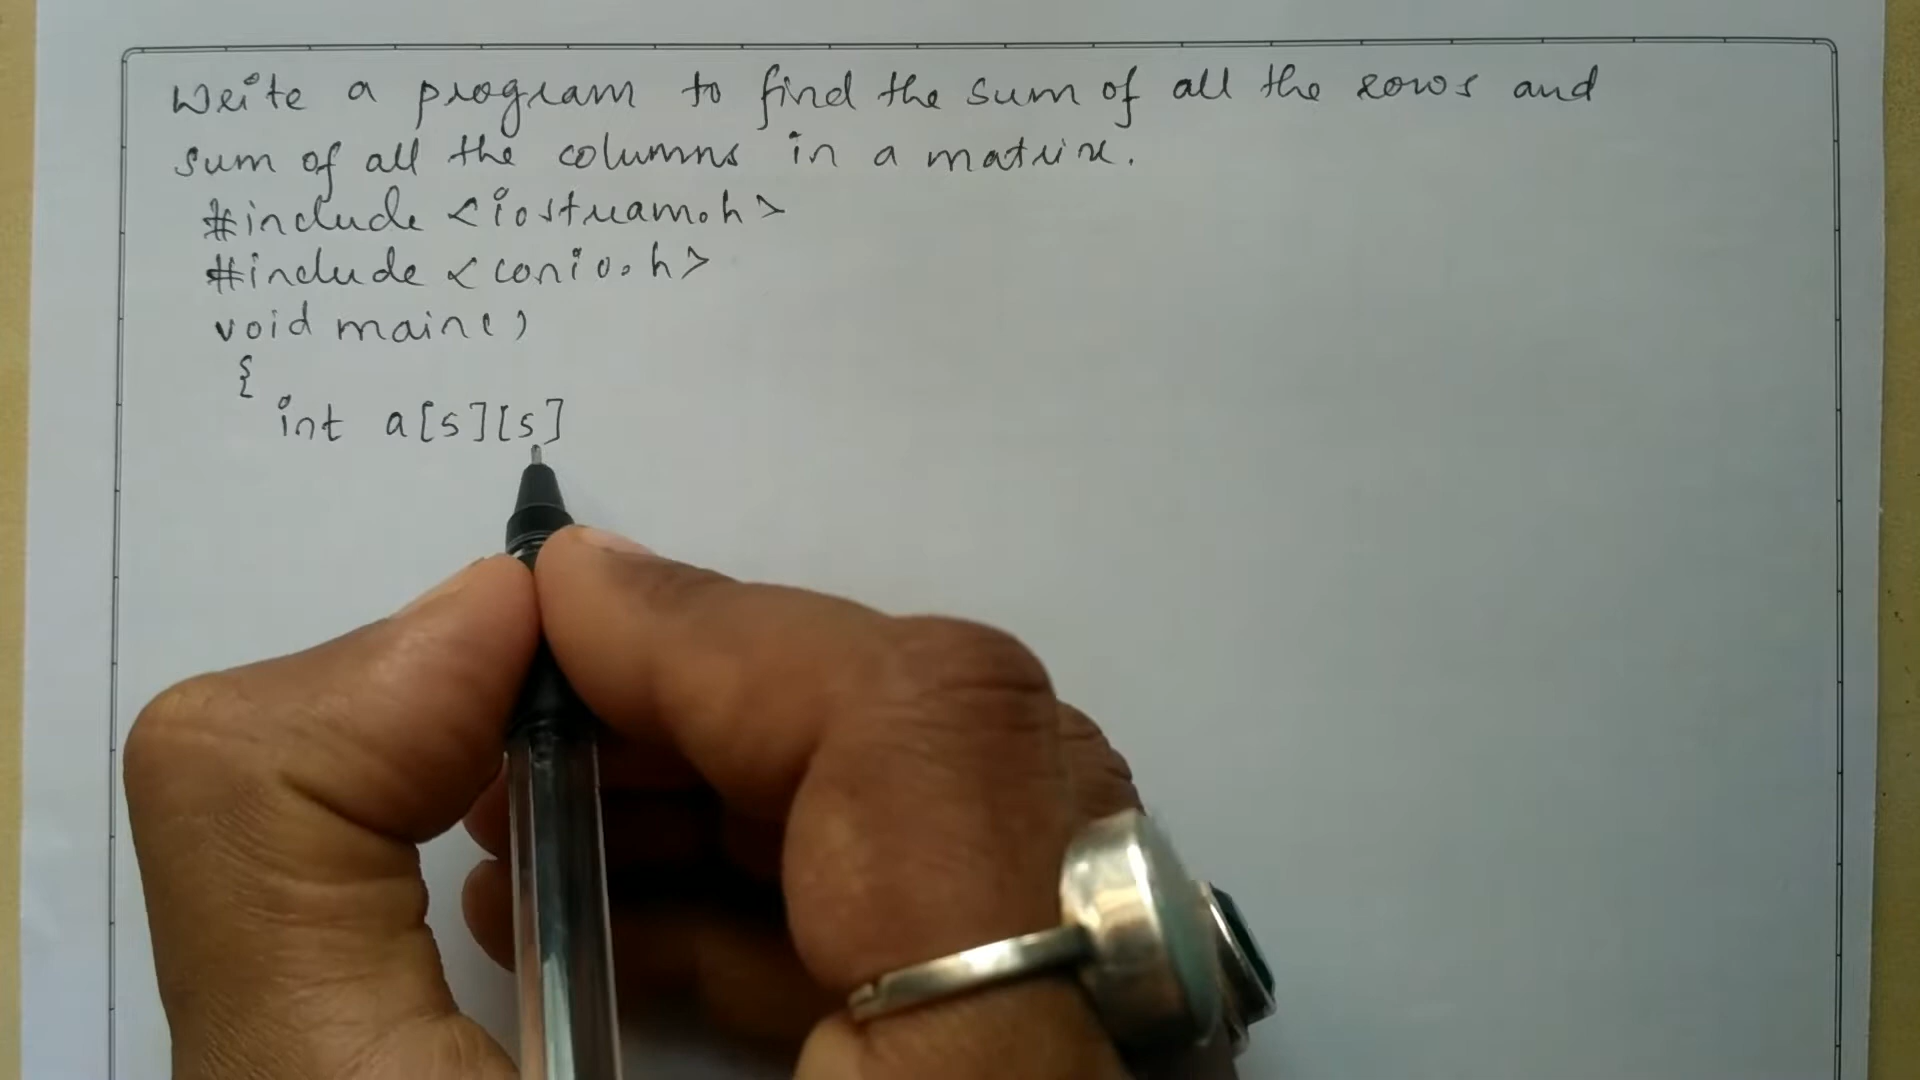 Write a program to find the sum of all the rows and
sum of all the columns in a matrix.
#include <iostream.h>
#include <conio.h>
void main()
{
int a[5][5]